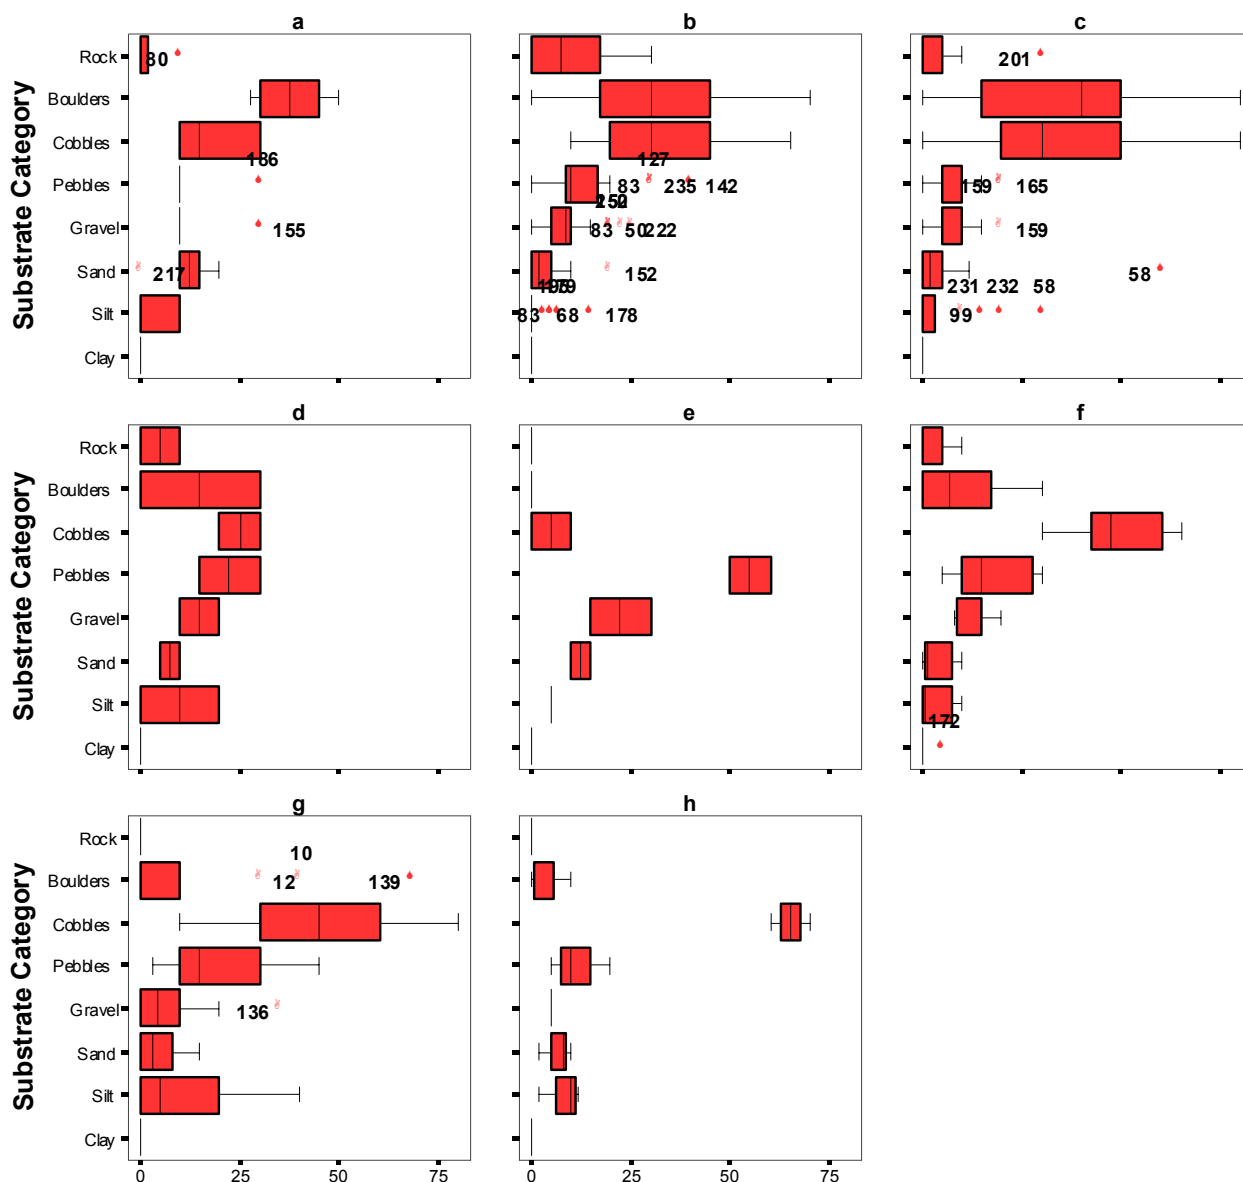 a
b
c
Substrate Category
Rock
Boulders
Cobbles
Pebbles
Gravel
Sand
Silt
Clay
80
186
155
217
127
83
235
142
152
83
50
222
152
179
83
68
178
201
159
165
159
58
231
232
58
99
d
e
f
Substrate Category
Rock
Boulders
Cobbles
Pebbles
Gravel
Sand
Silt
Clay
172
g
h
Substrate Category
Rock
Boulders
Cobbles
Pebbles
Gravel
Sand
Silt
Clay
10
12
139
136
0
25
50
75
0
25
50
75